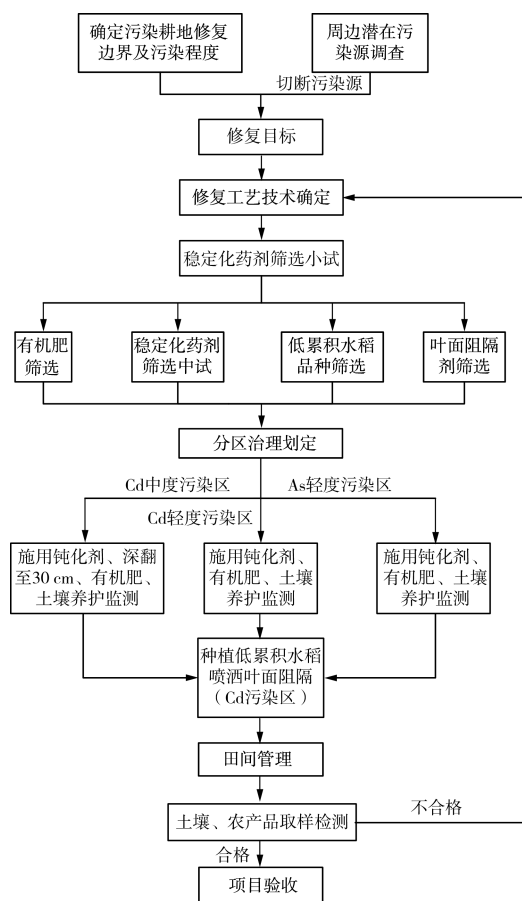 确定污染耕地修复
边界及污染程度
周边潜在污
染源调查
切断污染源
修复目标
修复工艺技术确定
稳定化药剂筛选小试
有机肥
筛选
稳定化药剂
筛选中试
低累积水稻
品种筛选
叶面阻隔
剂筛选
分区治理划定
Cd中度污染区
As轻度污染区
Cd轻度污染区
施用钝化剂、深翻
至30 cm、有机肥、
土壤养护监测
施用钝化剂、
有机肥、土壤
养护监测
施用钝化剂、
有机肥、土壤
养护监测
种植低累积水稻
喷洒叶面阻隔
（Cd污染区）
田间管理
土壤、农产品取样检测
不合格
合格
项目验收